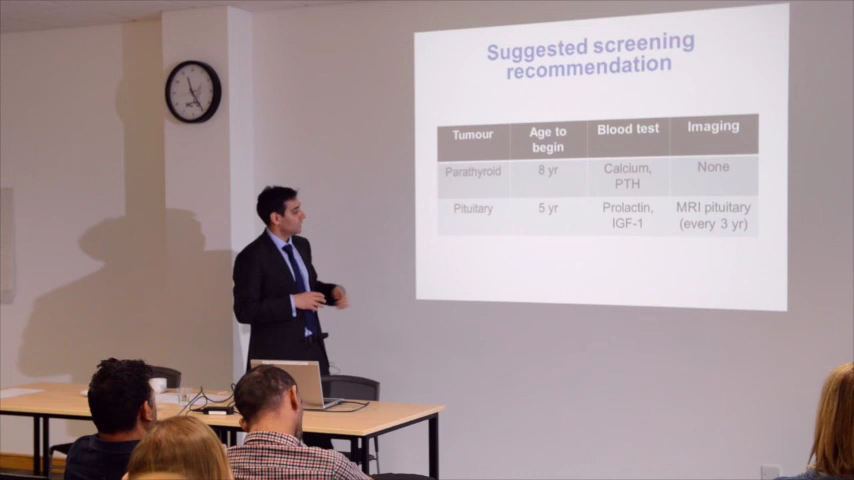 Suggested screening
recommendation
Tumour Age to begin Blood test Imaging
Parathyroid 8 yr Calcium, PTH None
Pituitary 5 yr Prolactin, IGF-1 MRI pituitary (every 3 yr)